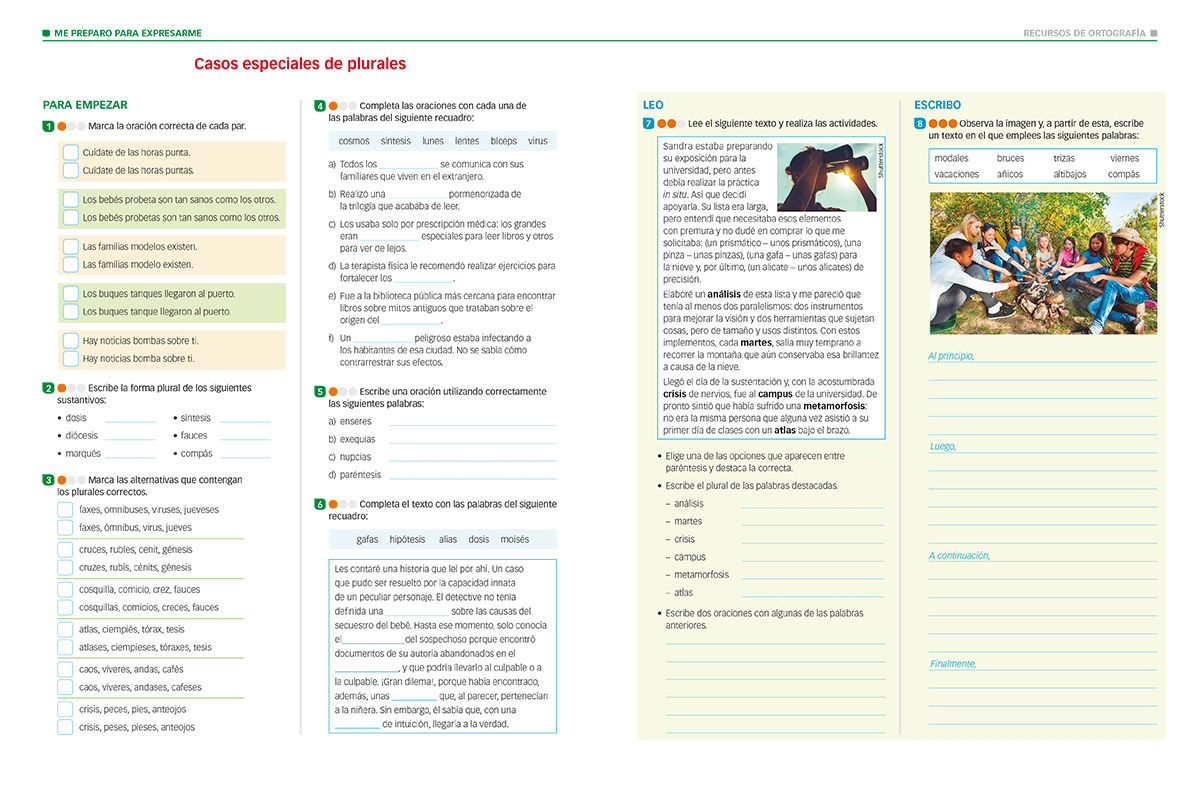 ME PREPARO PARA EXPRESARME
RECURSOS DE ORTOGRAFÍA
Casos especiales de plurales
PARA EMPEZAR
1 Marca la oración correcta de cada par.
Cuídate de las horas punta.
Cuídate de las horas puntas.
Los bebés probeta son tan sanos como los otros.
Los bebés probetas son tan sanos como los otros.
Las familias modelos existen.
Las familias modelo existen.
Los buques tanques llegaron al puerto.
Los buques tanque llegaron al puerto.
Hay noticias bombas sobre ti.
Hay noticias bomba sobre ti.
2 Escribe la forma plural de los siguientes
sustantivos:
• dosis
• síntesis
• diócesis
• fauces
• marqués
• compás
3 Marca las alternativas que contengan
los plurales correctos.
faxes, omnibuses, viruses, jueveses
faxes, ómnibus, virus, jueves
cruces, rubíes, cenit, génesis
cruzes, rubís, cénits, génesis
cosquilla, comicio, crez, fauces
cosquillas, comicios, creces, fauces
atlas, ciempiés, tórax, tesis
atlases, ciempieses, tóraxes, tesis
caos, víveres, andas, cafés
caos, víveres, andases, cafeses
crisis, peces, pies, anteojos
crisis, peses, pieses, anteojos
4 Completa las oraciones con cada una de
las palabras del siguiente recuadro:
cosmos síntesis lunes lentes bíceps virus
a) Todos los ______ se comunica con sus
familiares que viven en el extranjero.
b) Realizó una ______ pormenorizada de
la trilogía que acababa de leer.
c) Los usaba solo por prescripción médica: los grandes
eran ______ especiales para leer libros y otros
para ver de lejos.
d) La terapista física le recomendó realizar ejercicios para
fortalecer los ______.
e) Fue a la biblioteca pública más cercana para encontrar
libros sobre mitos antiguos que trataban sobre el
origen del ______.
f) Un ______ peligroso estaba infectando a
los habitantes de esa ciudad. No se sabía cómo
contrarrestar sus efectos.
5 Escribe una oración utilizando correctamente
las siguientes palabras:
a) enseres
b) exequias
c) nupcias
d) paréntesis
6 Completa el texto con las palabras del siguiente
recuadro:
gafas hipótesis alias dosis moisés
Les contaré una historia que leí por ahí. Un caso
que pudo ser resuelto por la capacidad innata
de un peculiar personaje. El detective no tenía
definida una ______ sobre las causas del
secuestro del bebé. Hasta ese momento, solo conocía
el ______ del sospechoso porque encontró
documentos de su autoría abandonados en el
______, y que podría llevarlo al culpable o a
la culpable. ¡Gran dilema!, porque había encontrado,
además, unas ______ que, al parecer, pertenecían
a la niñera. Sin embargo, él sabía que, con una
______ de intuición, llegaría a la verdad.
LEO
7 Lee el siguiente texto y realiza las actividades.
Sandra estaba preparando
su exposición para la
universidad, pero antes
debía realizar la práctica
in situ. Así que decidí
apoyarla. Su lista era larga,
pero entendí que necesitaba esos elementos
con premura y no dudé en comprar lo que me
solicitaba: (un prismático – unos prismáticos), (una
pinza – unas pinzas), (una gafa – unas gafas) para
la nieve y, por último, (un alicate – unos alicates) de
precisión.
Elaboré un análisis de esta lista y me pareció que
tenía al menos dos paralelismos: dos instrumentos
para mejorar la visión y dos herramientas que sujetan
cosas, pero de tamaño y usos distintos. Con estos
implementos, cada martes, salía muy temprano a
recorrer la montaña que aún conservaba esa brillantez
a causa de la nieve.
Llegó el día de la sustentación y, con la acostumbrada
crisis de nervios, fue al campus de la universidad. De
pronto sintió que había sufrido una metamorfosis:
no era la misma persona que alguna vez asistió a su
primer día de clases con un atlas bajo el brazo.
Shutterstock
• Elige una de las opciones que aparecen entre
paréntesis y destaca la correcta.
• Escribe el plural de las palabras destacadas.
– análisis
– martes
– crisis
– campus
– metamorfosis
– atlas
• Escribe dos oraciones con algunas de las palabras
anteriores.
ESCRIBO
8 Observa la imagen y, a partir de esta, escribe
un texto en el que emplees las siguientes palabras:
modales bruces trizas viernes
vacaciones añicos altibajos compás
Shutterstock
Al principio,
Luego,
A continuación,
Finalmente,